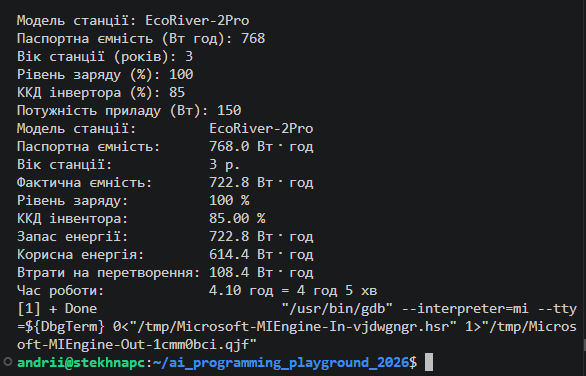 Модель станції: EcoRiver-2Pro
Паспортна ємність (Вт год): 768
Вік станції (років): 3
Рівень заряду (%): 100
ККД інвертора (%): 85
Потужність приладу (Вт): 150
Модель станції:         EcoRiver-2Pro
Паспортна ємність:      768.0 Вт·год
Вік станції:            3 р.
Фактична ємність:       722.8 Вт·год
Рівень заряду:          100 %
ККД інвентора:          85.00 %
Запас енергії:          722.8 Вт·год
Корисна енергія:        614.4 Вт·год
Втрати на перетворення: 108.4 Вт·год
Час роботи:             4.10 год = 4 год 5 хв
[1] + Done                       "/usr/bin/gdb" --interpreter=mi --tty
=${DbgTerm} 0<"/tmp/Microsoft-MIEngine-In-vjdwgngr.hsr" 1>"/tmp/Micros
oft-MIEngine-Out-1cmm0bci.qjf"
andrii@stekhnapc:~/ai_programming_playground_2026$